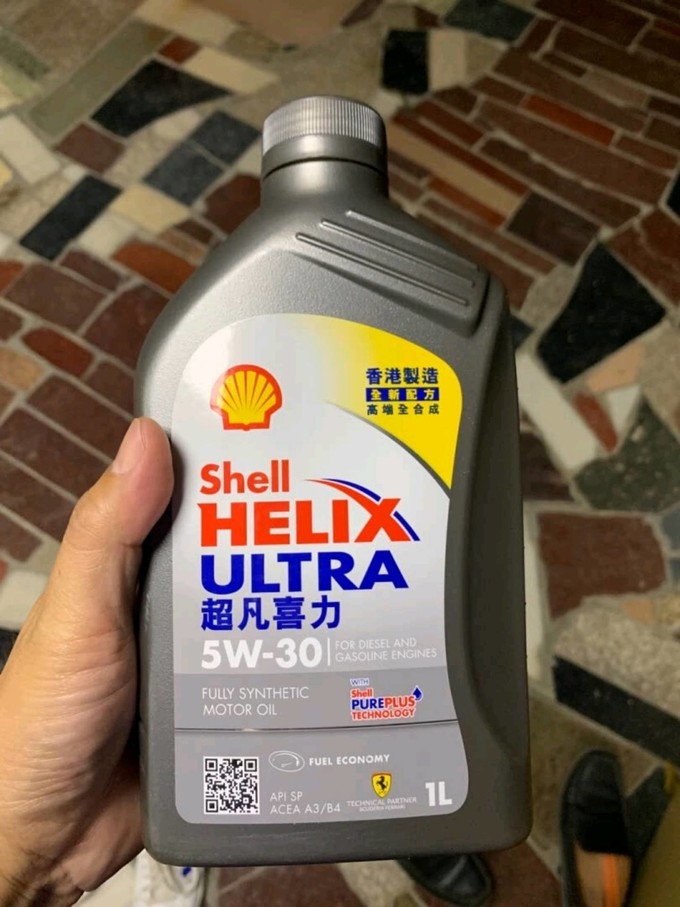 香港製造
全新配方
高端全合成
Shell
HELIX
ULTRA
超凡喜力
5W-30
FOR DIESEL AND
GASOLINE ENGINES
FULLY SYNTHETIC
MOTOR OIL
WITH
Shell
PUREPLUS
TECHNOLOGY
FUEL ECONOMY
API SP
ACEA A3/B4
TECHNICAL PARTNER
SCUDERIA FERRARI
1L